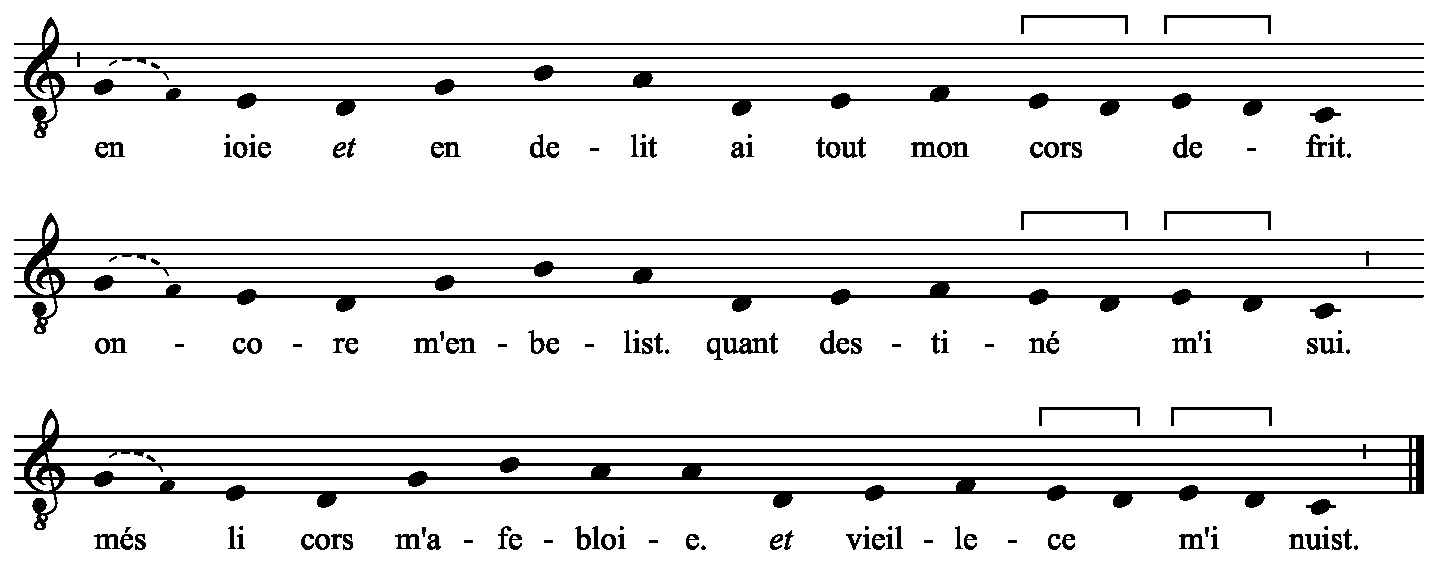 en ioie et en de - lit ai tout mon cors de - frit.
on - co - re m'en - be - list. quant des - ti - né m'i sui.
més li cors m'a - fe - bloi - e. et vieil - le - ce m'i nuist.